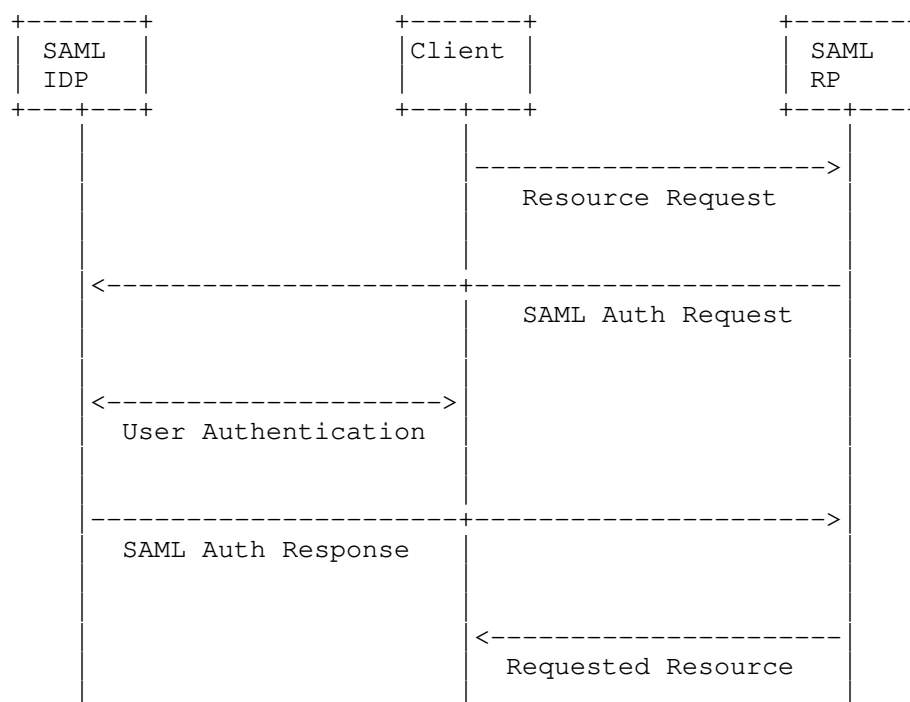 SAML Client SAML
IDP RP
Resource Request
SAML Auth Request
User Authentication
SAML Auth Response
Requested Resource